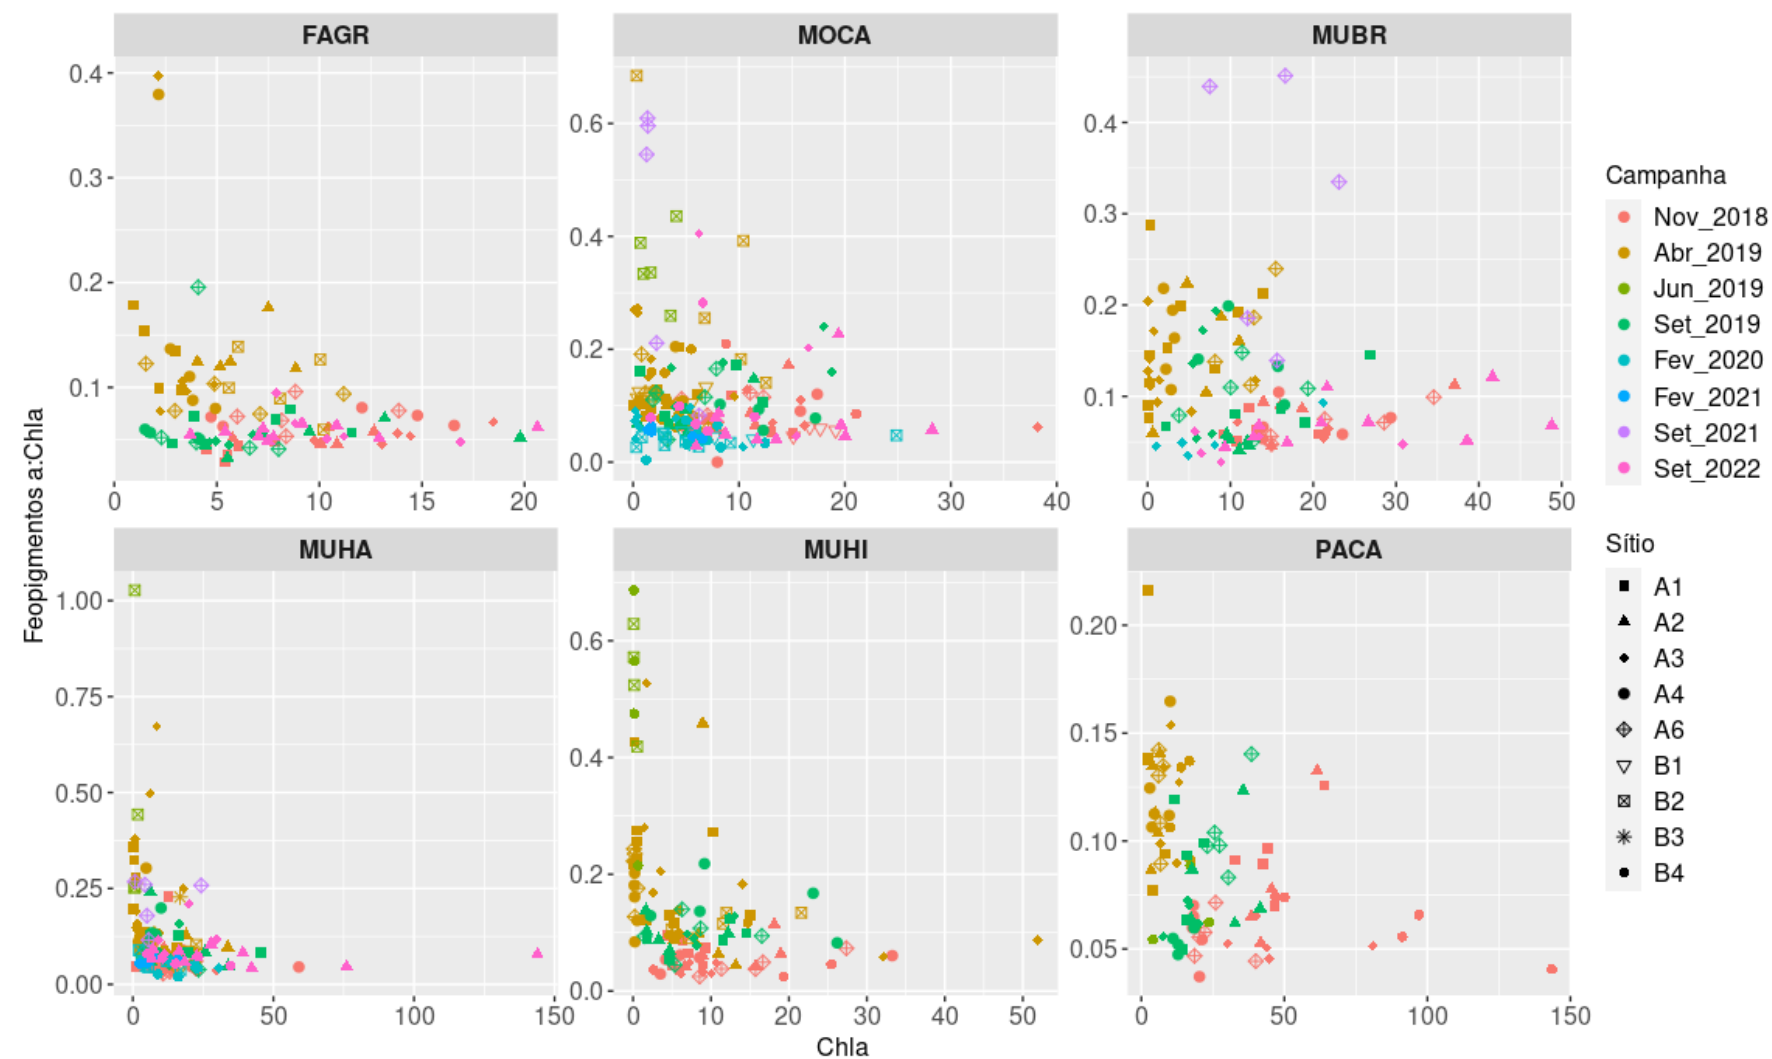 FAGR MOCA MUBR
0.4
0.3
0.2
0.1
0 5 10 15 20
0.6
0.4
0.2
0.0
0 10 20 30 40
0.4
0.3
0.2
0.1
0 10 20 30 40 50
MUHA MUHI PACA
1.00
0.75
0.50
0.25
0.00
0 50 100 150
0.6
0.4
0.2
0.0
0 10 20 30 40 50
0.20
0.15
0.10
0.05
0 50 100 150
Feopigmentos a:Chla
Chla
Campanha
Nov_2018
Abr_2019
Jun_2019
Set_2019
Fev_2020
Fev_2021
Set_2021
Set_2022
Sítio
A1
A2
A3
A4
A6
B1
B2
B3
B4